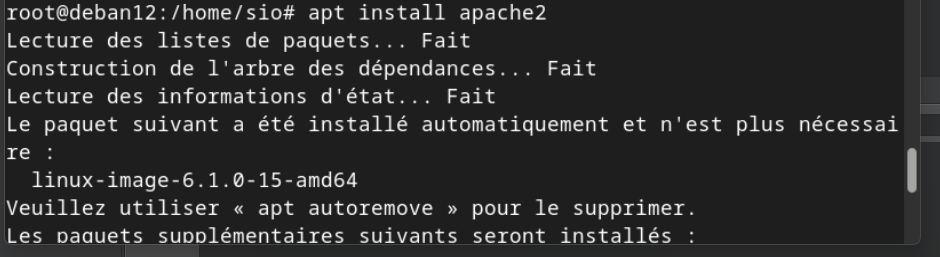 root@deban12:/home/sio# apt install apache2
Lecture des listes de paquets... Fait
Construction de l'arbre des dépendances... Fait
Lecture des informations d'état... Fait
Le paquet suivant a été installé automatiquement et n'est plus nécessai
re :
  linux-image-6.1.0-15-amd64
Veuillez utiliser « apt autoremove » pour le supprimer.
Les paquets supplémentaires suivants seront installés :